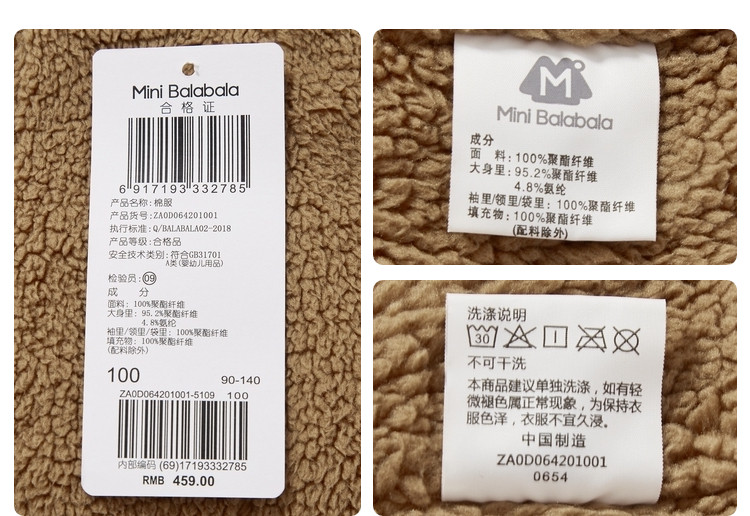 Mini Balabala
合格证
6 917193 332785
产品名称: 棉服
产品货号: ZA0D064201001
执行标准: Q/BALABALA02-2018
产品等级: 合格品
安全技术类别: 符合GB31701
A类(婴幼儿用品)
检验员: 09
成 分
面料: 100%聚酯纤维
大身里: 95.2%聚酯纤维
4.8%氨纶
袖里/领里/袋里: 100%聚酯纤维
填充物: 100%聚酯纤维
(配料除外)
100 90-140
ZA0D064201001-5109 100
内部编码 (69)17193332785
RMB 459.00
M
Mini Balabala
成分
面 料: 100%聚酯纤维
大身里: 95.2%聚酯纤维
4.8%氨纶
袖里/领里/袋里: 100%聚酯纤维
填充物: 100%聚酯纤维
(配料除外)
洗涤说明
30
不可干洗
本商品建议单独洗涤, 如有轻
微褪色属正常现象, 为保持衣
服色泽, 衣服不宜久浸。
中国制造
ZA0D064201001
0654